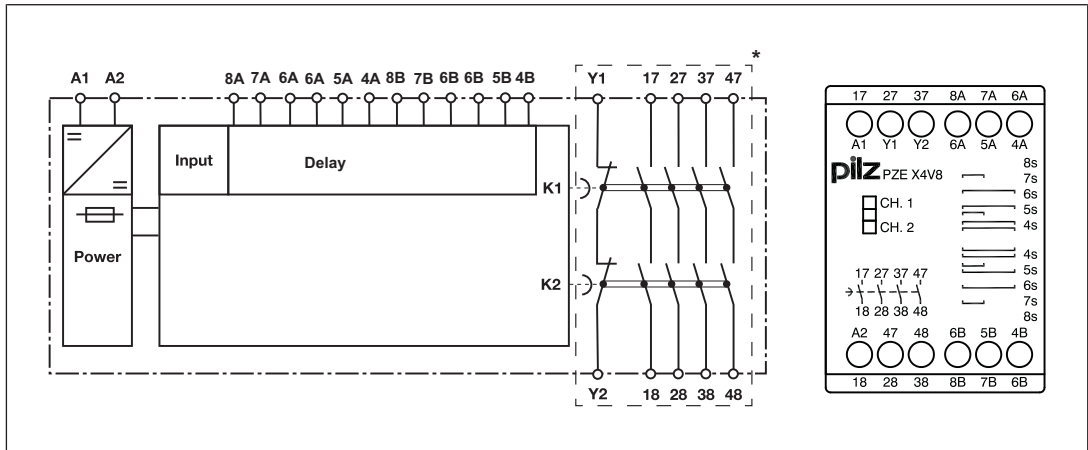 *
A1 A2 8A 7A 6A 6A 5A 4A 8B 7B 6B 6B 5B 4B Y1 17 27 37 47
Input Delay
K1
Power
K2
Y2 18 28 38 48
17 27 37 8A 7A 6A
A1 Y1 Y2 6A 5A 4A
pilz PZE X4V8
8s
7s
6s
5s
4s
CH. 1
CH. 2
4s
5s
6s
7s
8s
17 27 37 47
18 28 38 48
A2 47 48 6B 5B 4B
18 28 38 8B 7B 6B